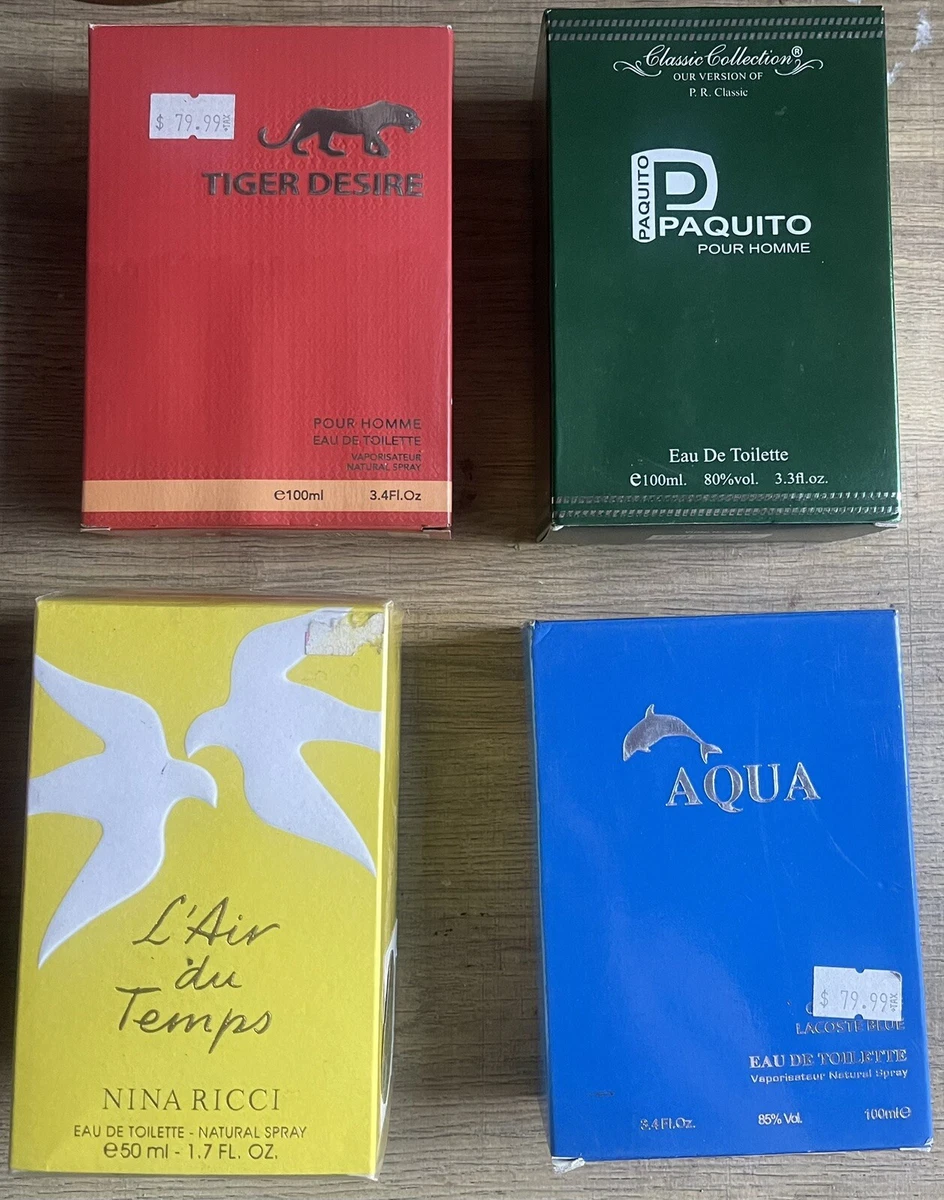 $ 79.99 +TAX
TIGER DESIRE
POUR HOMME
EAU DE TOILETTE
VAPORISATEUR
NATURAL SPRAY
℮100ml 3.4Fl.Oz
Classic Collection®
OUR VERSION OF
P. R. Classic
PAQUITO
P
PAQUITO
POUR HOMME
Eau De Toilette
℮100ml. 80%vol. 3.3fl.oz.
L'Air
du
Temps
NINA RICCI
EAU DE TOILETTE - NATURAL SPRAY
℮50 ml - 1.7 FL. OZ.
AQUA
$ 79.99 +TAX
LACOSTE BLUE
EAU DE TOILETTE
Vaporisateur Natural Spray
3.4Fl.Oz. 85% Vol. 100ml℮